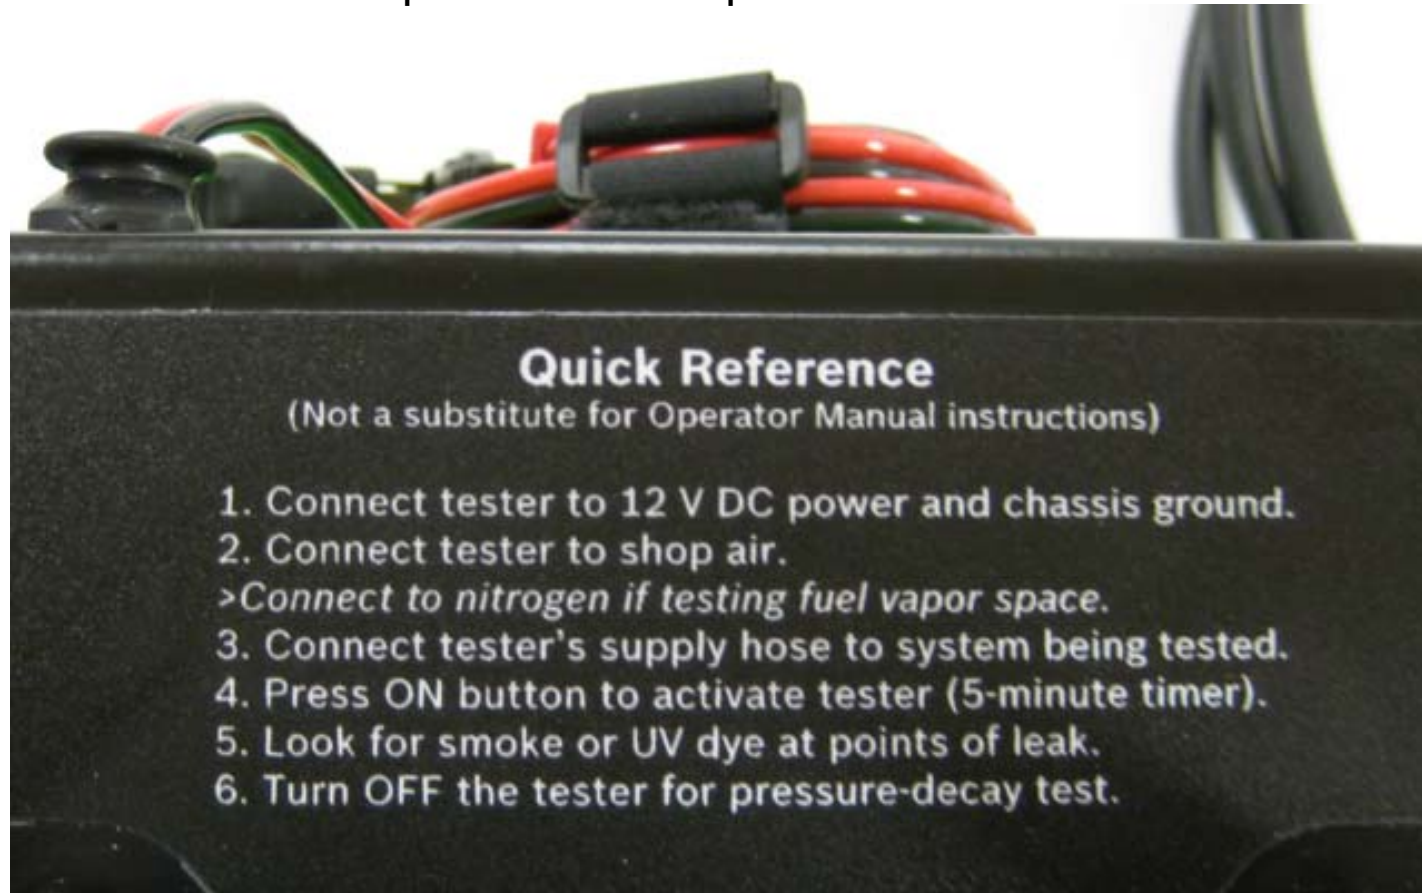 Quick Reference
(Not a substitute for Operator Manual instructions)
1. Connect tester to 12 V DC power and chassis ground.
2. Connect tester to shop air.
>Connect to nitrogen if testing fuel vapor space.
3. Connect tester's supply hose to system being tested.
4. Press ON button to activate tester (5-minute timer).
5. Look for smoke or UV dye at points of leak.
6. Turn OFF the tester for pressure-decay test.